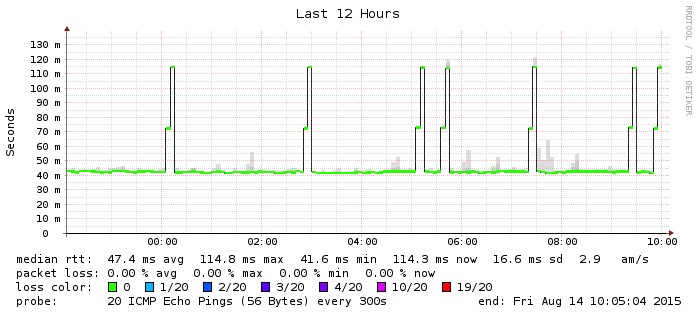 Last 12 Hours
RRDTOOL / TOBI OETIKER
Seconds
130 m
120 m
110 m
100 m
90 m
80 m
70 m
60 m
50 m
40 m
30 m
20 m
10 m
0
00:00 02:00 04:00 06:00 08:00 10:00
median rtt: 47.4 ms avg 114.8 ms max 41.6 ms min 114.3 ms now 16.6 ms sd 2.9 am/s
packet loss: 0.00 % avg 0.00 % max 0.00 % min 0.00 % now
loss color: 0 1/20 2/20 3/20 4/20 10/20 19/20
probe: 20 ICMP Echo Pings (56 Bytes) every 300s end: Fri Aug 14 10:05:04 2015